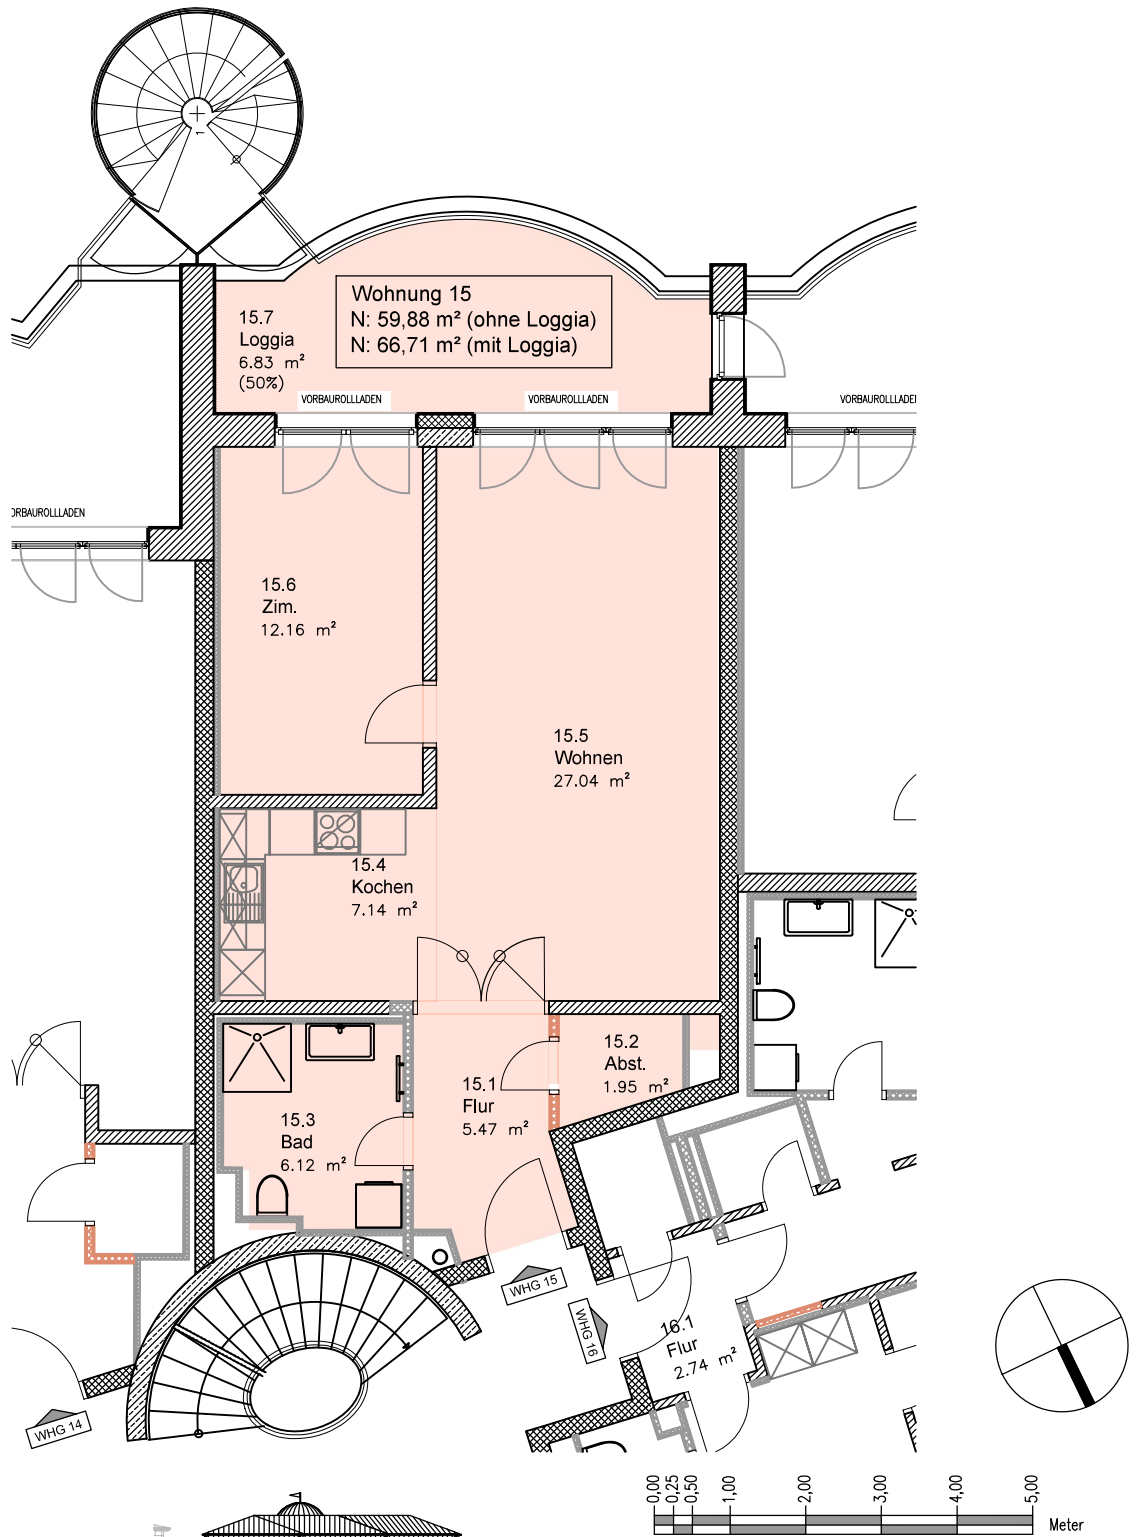 1
Wohnung 15
N: 59,88 m² (ohne Loggia)
N: 66,71 m² (mit Loggia)
15.7
Loggia
6.83 m²
(50%)
VORBAUROLLLADEN
VORBAUROLLLADEN
VORBAUROLLLADEN
ORBAUROLLLADEN
15.6
Zim.
12.16 m²
15.5
Wohnen
27.04 m²
15.4
Kochen
7.14 m²
15.2
Abst.
1.95 m²
15.1
Flur
5.47 m²
15.3
Bad
6.12 m²
WHG 15
WHG 16
16.1
Flur
2.74 m²
WHG 14
0,00 0,25 0,50 1,00 2,00 3,00 4,00 5,00
Meter